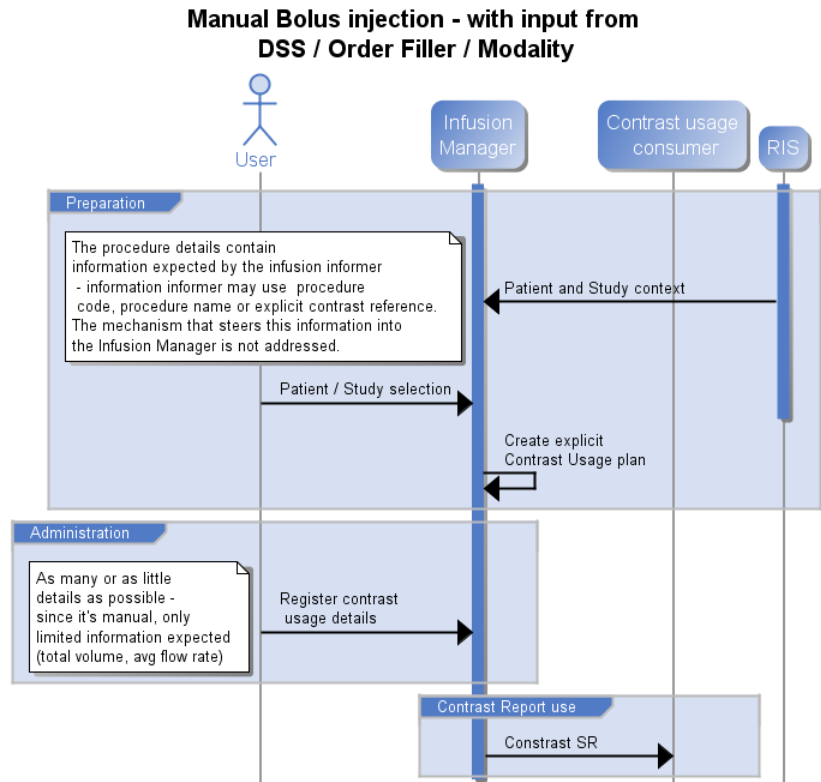 Manual Bolus injection - with input from
DSS / Order Filler / Modality
User
Infusion
Manager
Contrast usage
consumer
RIS
Preparation
The procedure details contain
information expected by the infusion informer
- information informer may use  procedure
code, procedure name or explicit contrast reference.
The mechanism that steers this information into
the Infusion Manager is not addressed.
Patient and Study context
Patient / Study selection
Create explicit
Contrast Usage plan
Administration
As many or as little
details as possible -
since it's manual, only
limited information expected
(total volume, avg flow rate)
Register contrast
usage details
Contrast Report use
Constrast SR